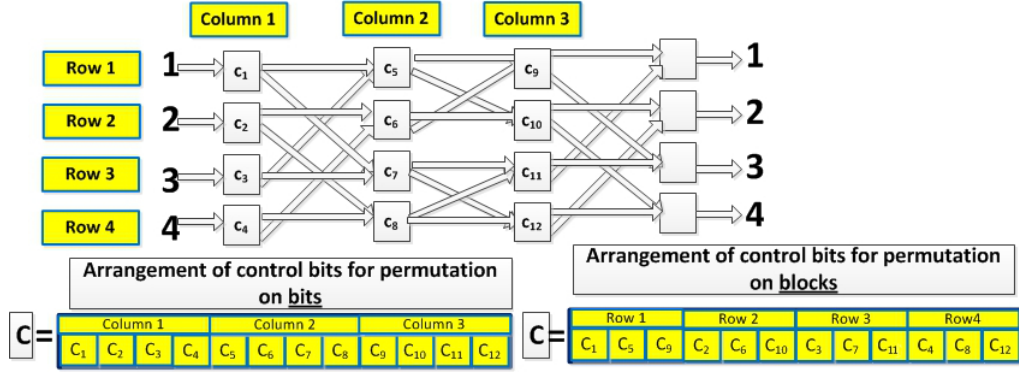 Column 1 Column 2 Column 3
Row 1 1 c1 c5 c9 1
Row 2 2 c2 c6 c10 2
Row 3 3 c3 c7 c11 3
Row 4 4 c4 c8 c12 4
Arrangement of control bits for permutation
on bits
Arrangement of control bits for permutation
on blocks
C = Column 1 Column 2 Column 3
C1 C2 C3 C4 C5 C6 C7 C8 C9 C10 C11 C12
C = Row 1 Row 2 Row 3 Row4
C1 C5 C9 C2 C6 C10 C3 C7 C11 C4 C8 C12